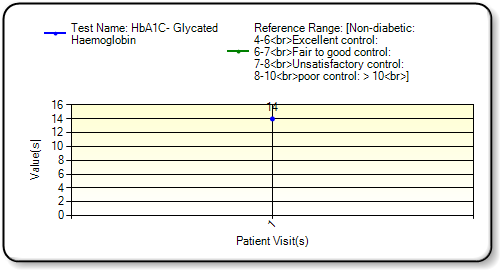 Test Name: HbA1C- Glycated
Haemoglobin
Reference Range: [Non-diabetic:
4-6<br>Excellent control:
6-7<br>Fair to good control:
7-8<br>Unsatisfactory control:
8-10<br>poor control: > 10<br>]
16
14
12
10
8
6
4
2
0
14
Value(s)
1
Patient Visit(s)